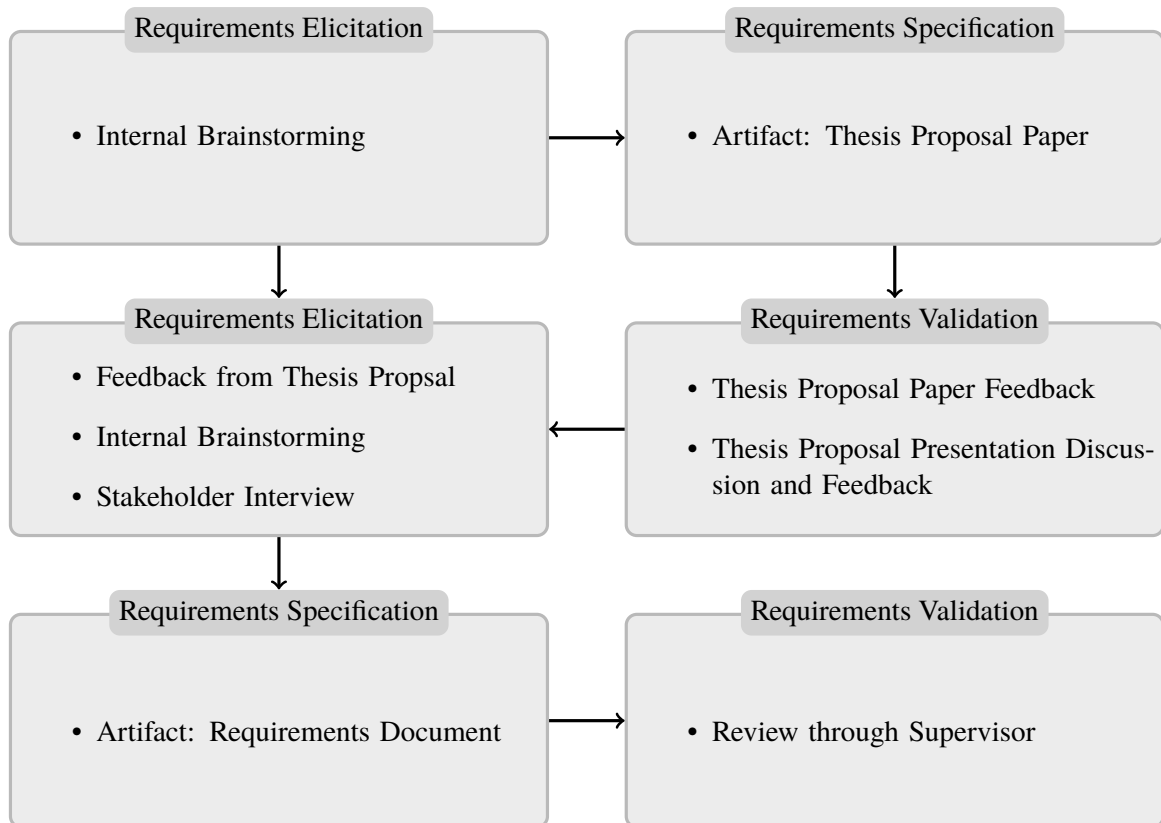 Requirements Elicitation
• Internal Brainstorming
Requirements Specification
• Artifact: Thesis Proposal Paper
Requirements Elicitation
• Feedback from Thesis Propsal
• Internal Brainstorming
• Stakeholder Interview
Requirements Validation
• Thesis Proposal Paper Feedback
• Thesis Proposal Presentation Discus-
sion and Feedback
Requirements Specification
• Artifact: Requirements Document
Requirements Validation
• Review through Supervisor